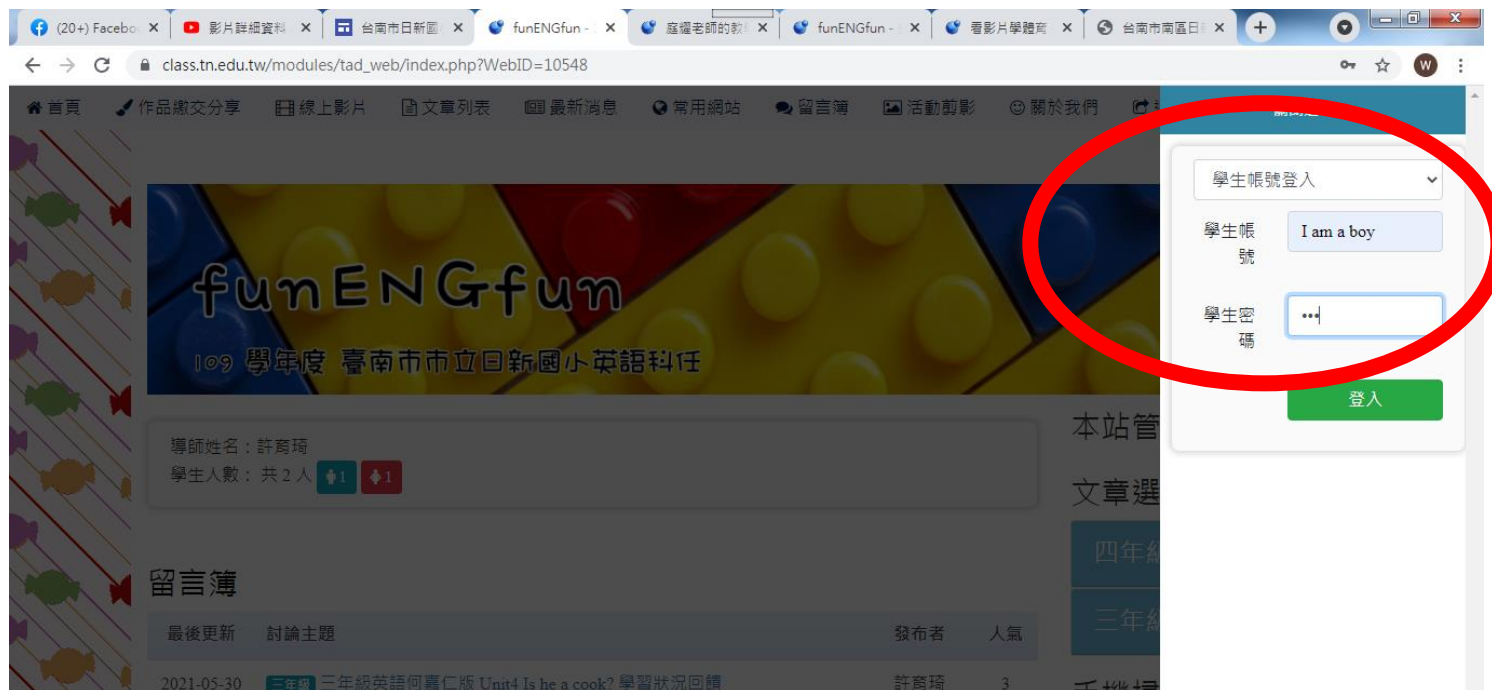 (20+) Facebo
影片詳細資料
台南市日新國
funENGfun -
庭耀老師的教
funENGfun -
看影片學體育
台南市南區日
class.tn.edu.tw/modules/tad_web/index.php?WebID=10548
W
首頁 作品繳交分享 線上影片 文章列表 最新消息 常用網站 留言簿 活動剪影 關於我們
學生帳號登入
學生帳
號
I am a boy
學生密
碼
•••
登入
funENGfun
109 學年度 臺南市市立日新國小英語科任
導師姓名：許育琦
學生人數： 共 2 人 1 1
本站管
文章選
四年級
三年級
留言簿
最後更新 討論主題 發布者 人氣
2021-05-30 三年級 三年級英語何嘉仁版 Unit4 Is he a cook? 學習狀況回饋 許育琦 3